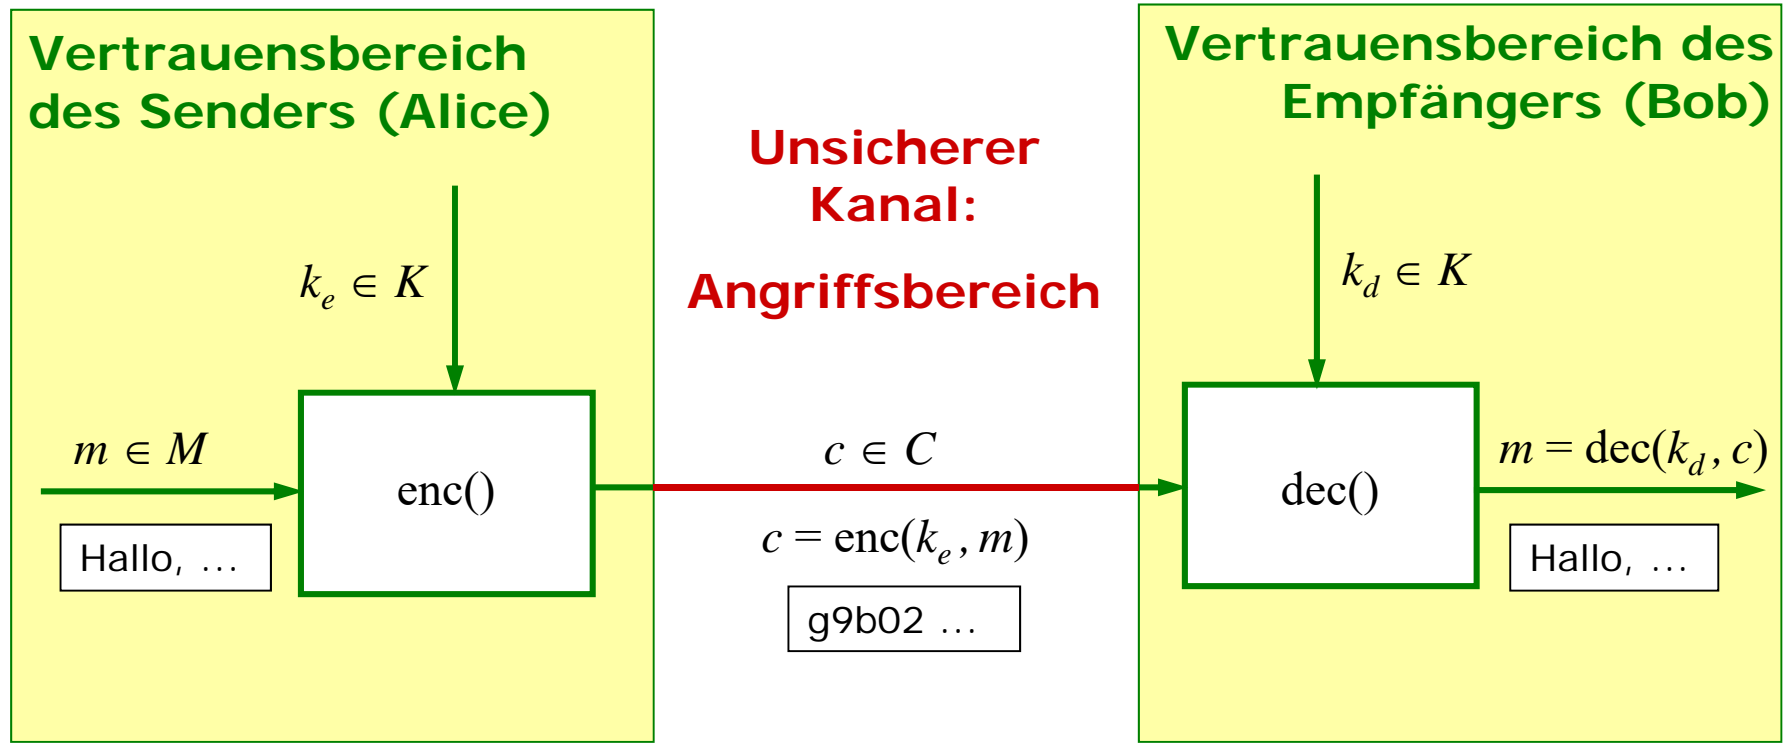 Vertrauensbereich
des Senders (Alice)
k_e ∈ K
m ∈ M
Hallo, ...
enc()
Unsicherer
Kanal:
Angriffsbereich
c ∈ C
c = enc(k_e, m)
g9b02 ...
Vertrauensbereich des
Empfängers (Bob)
k_d ∈ K
dec()
m = dec(k_d, c)
Hallo, ...